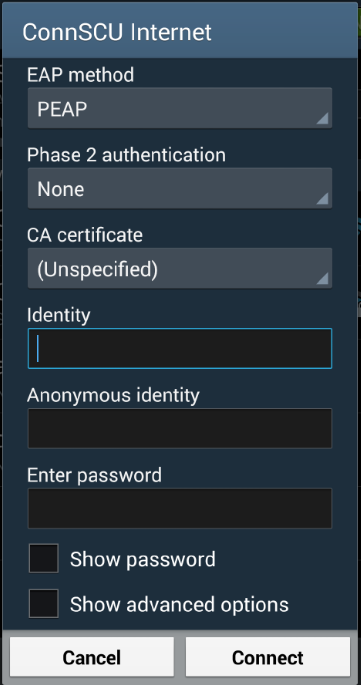 ConnSCU Internet
EAP method
PEAP
Phase 2 authentication
None
CA certificate
(Unspecified)
Identity
Anonymous identity
Enter password
Show password
Show advanced options
Cancel
Connect